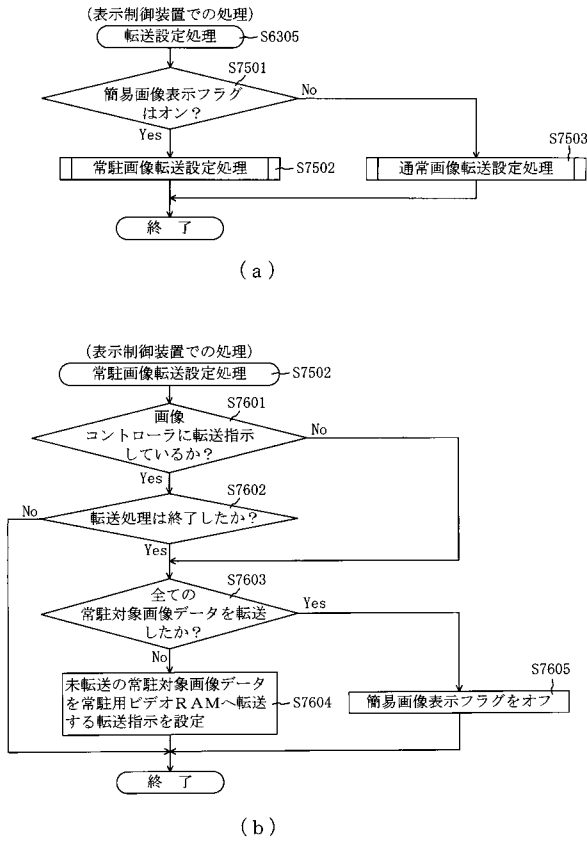 (表示制御装置での処理)
転送設定処理
S6305
S7501
簡易画像表示フラグ
はオン？
No
Yes
S7503
常駐画像転送設定処理
S7502
通常画像転送設定処理
終 了
(a)
(表示制御装置での処理)
常駐画像転送設定処理
S7502
S7601
画像
コントローラに転送指示
しているか？
No
Yes
S7602
No
転送処理は終了したか？
Yes
S7603
全ての
常駐対象画像データを転送
したか？
Yes
No
未転送の常駐対象画像データ
を常駐用ビデオＲＡＭへ転送
する転送指示を設定
S7604
S7605
簡易画像表示フラグをオフ
終 了
(b)